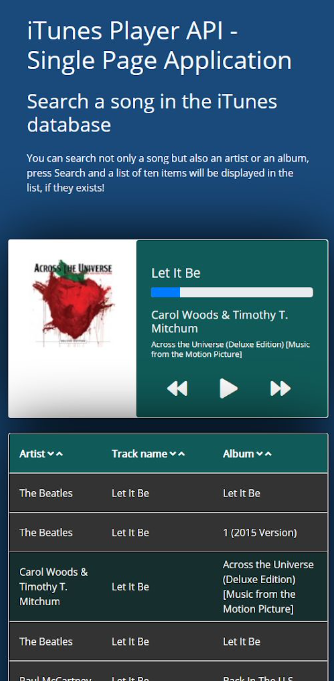 iTunes Player API -
Single Page Application
Search a song in the iTunes
database
You can search not only a song but also an artist or an album,
press Search and a list of ten items will be displayed in the
list, if they exists!
ACROSS THE UNIVERSE
Let It Be
Carol Woods & Timothy T.
Mitchum
Across the Universe (Deluxe Edition) [Music
from the Motion Picture]
Artist Track name Album
The Beatles Let It Be Let It Be
The Beatles Let It Be 1 (2015 Version)
Carol Woods &
Timothy T.
Mitchum
Let It Be
Across the Universe
(Deluxe Edition)
[Music from the
Motion Picture]
The Beatles Let It Be Let It Be
Paul McCartney Let It Be Back In The U.S.